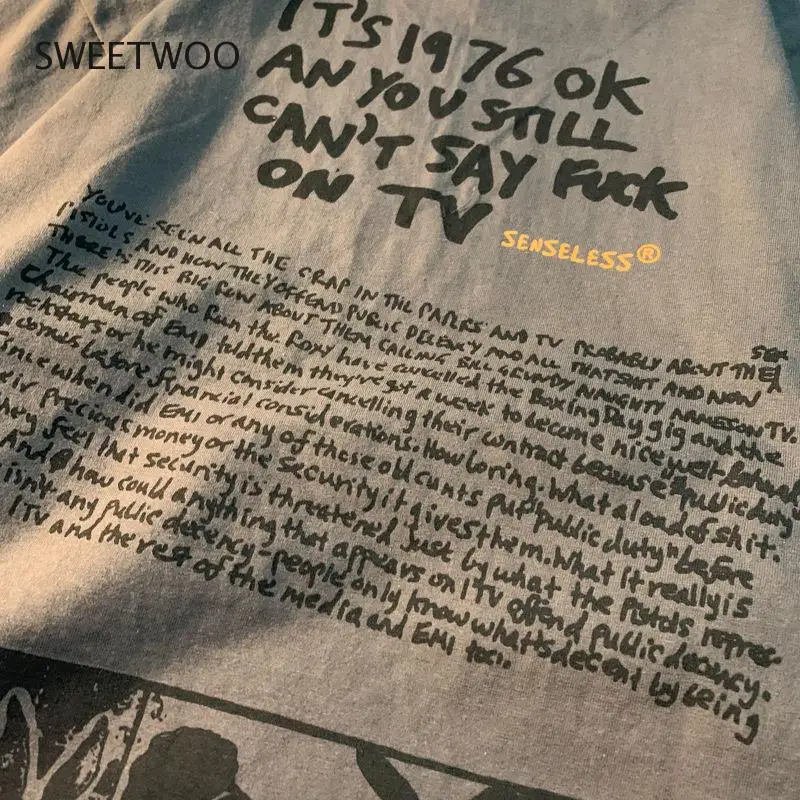 SWEETWOO
IT'S 1976 OK
AN YOU STILL
CAN'T SAY FUCK
ON TV
SENSELESS®
YOU'VE SEEN ALL THE CRAP IN THE PAPERS AND TV PROBABLY ABOUT THE SEX
PISTOLS AND HOW THEY OFFEND PUBLIC DECENCY AND ALL THAT SHIT AND NOW
THERE IS THIS BIG ROW ABOUT THEM CALLING BILL GRUNDY NAUGHTY NAMES ON TV.
The people who Run the Roxy have cancelled the Boxing Day gig and the
Chairman of EMI told them they've got a week to become nice well behaved
rockstars or he might consider cancelling their contract because "public duty"
comes before financial considerations. How boring. What a load of shit.
since when did EMI or any of those old cunts put "public duty" before
their precious money or the security it gives them. What it really is
they feel that security is threatened just by what the Pistols repres-
And how could anything that appears on ITV offend public decency.
isn't any public decency - people only know what's decent by being
ITV and the rest of the media and EMI